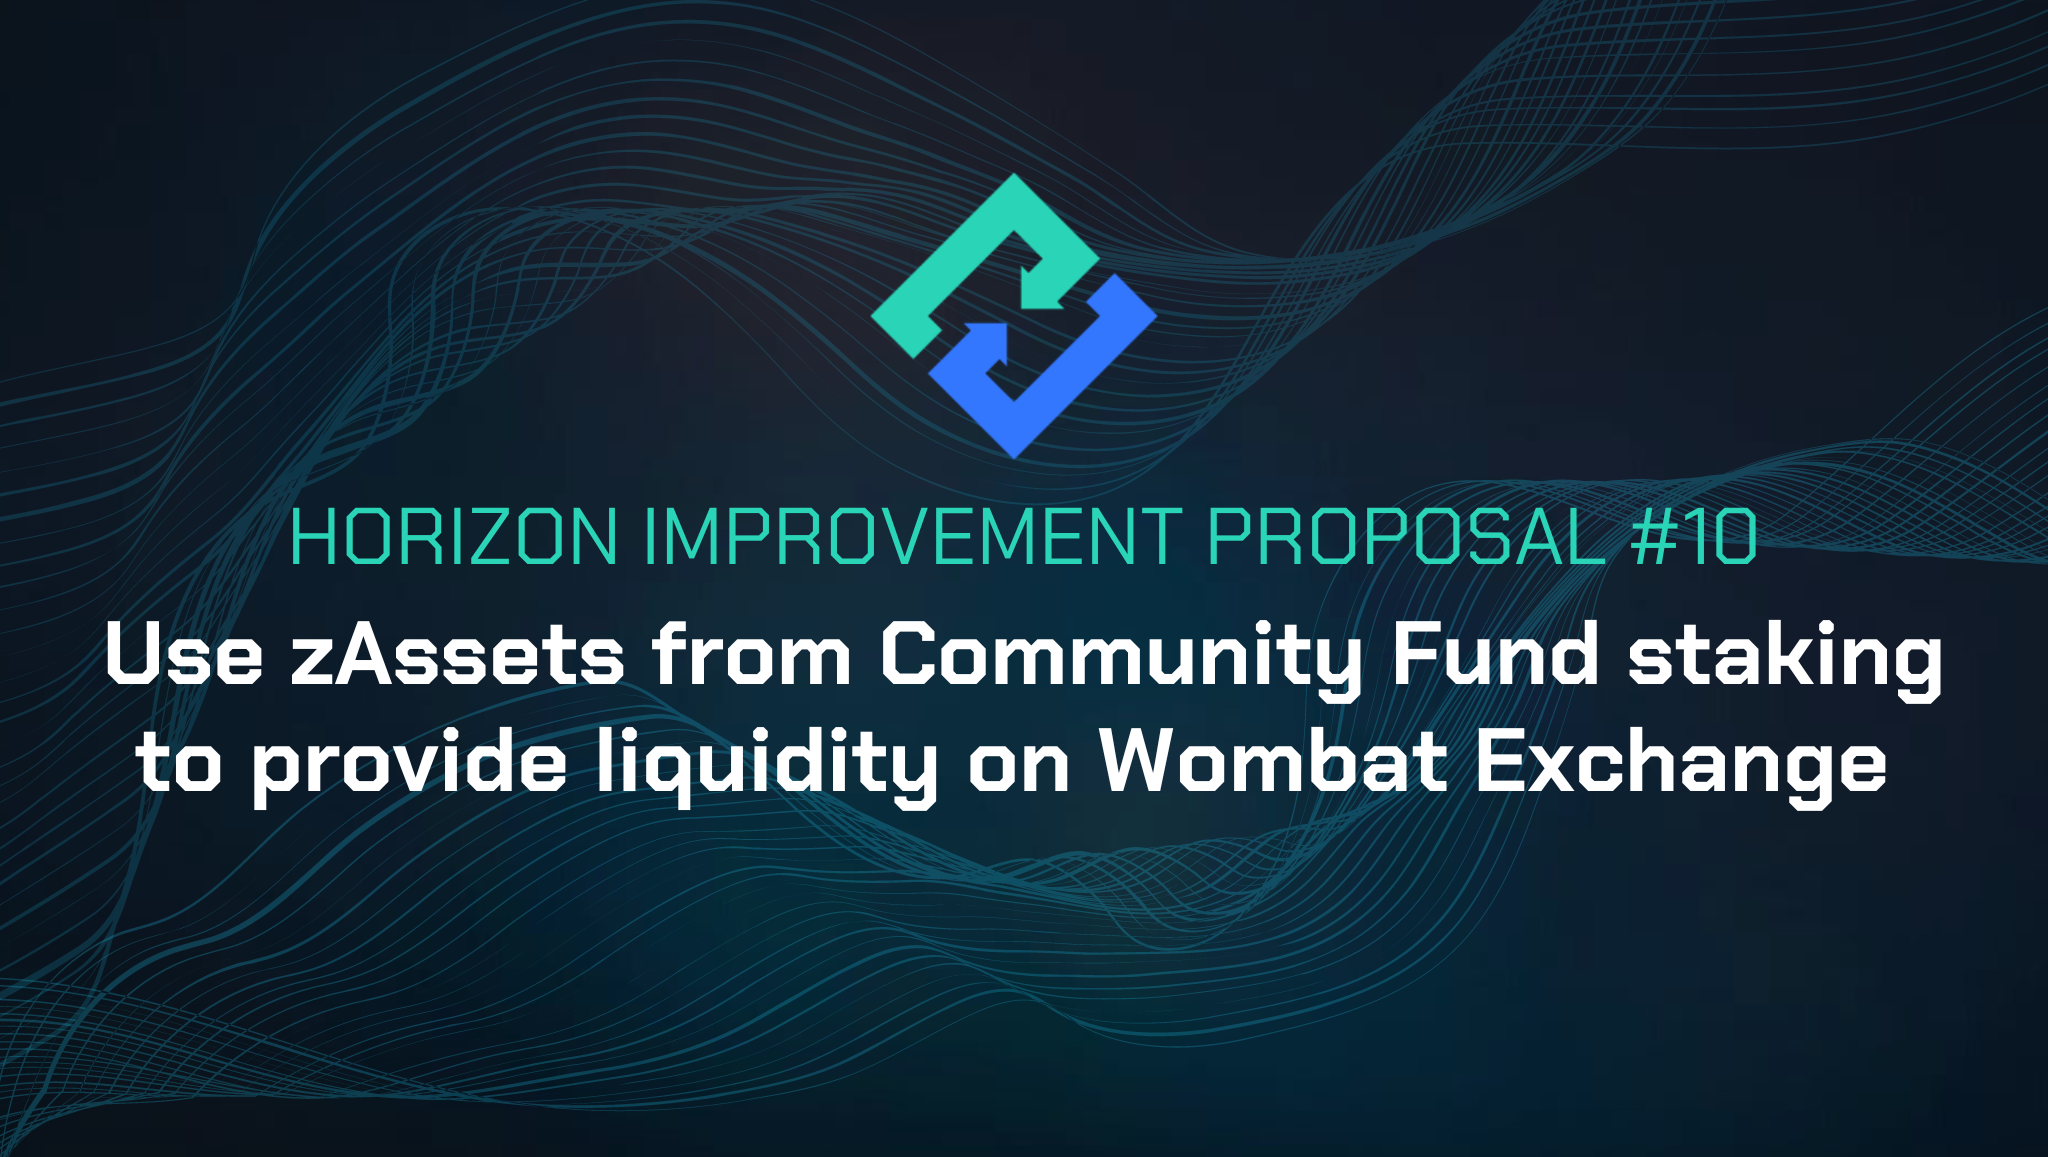 HORIZON IMPROVEMENT PROPOSAL #10
Use zAssets from Community Fund staking
to provide liquidity on Wombat Exchange